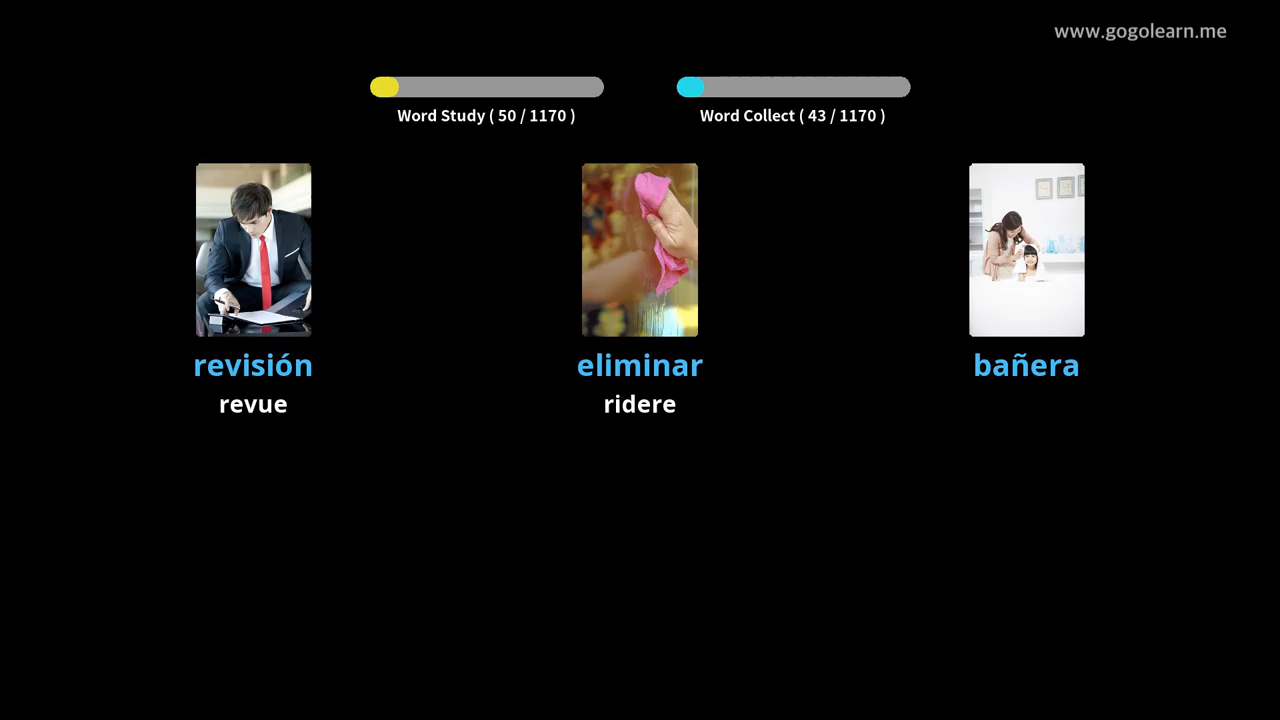 www.gogolearn.me
Word Study ( 50 / 1170 )
Word Collect ( 43 / 1170 )
revisión
eliminar
bañera
revue
ridere